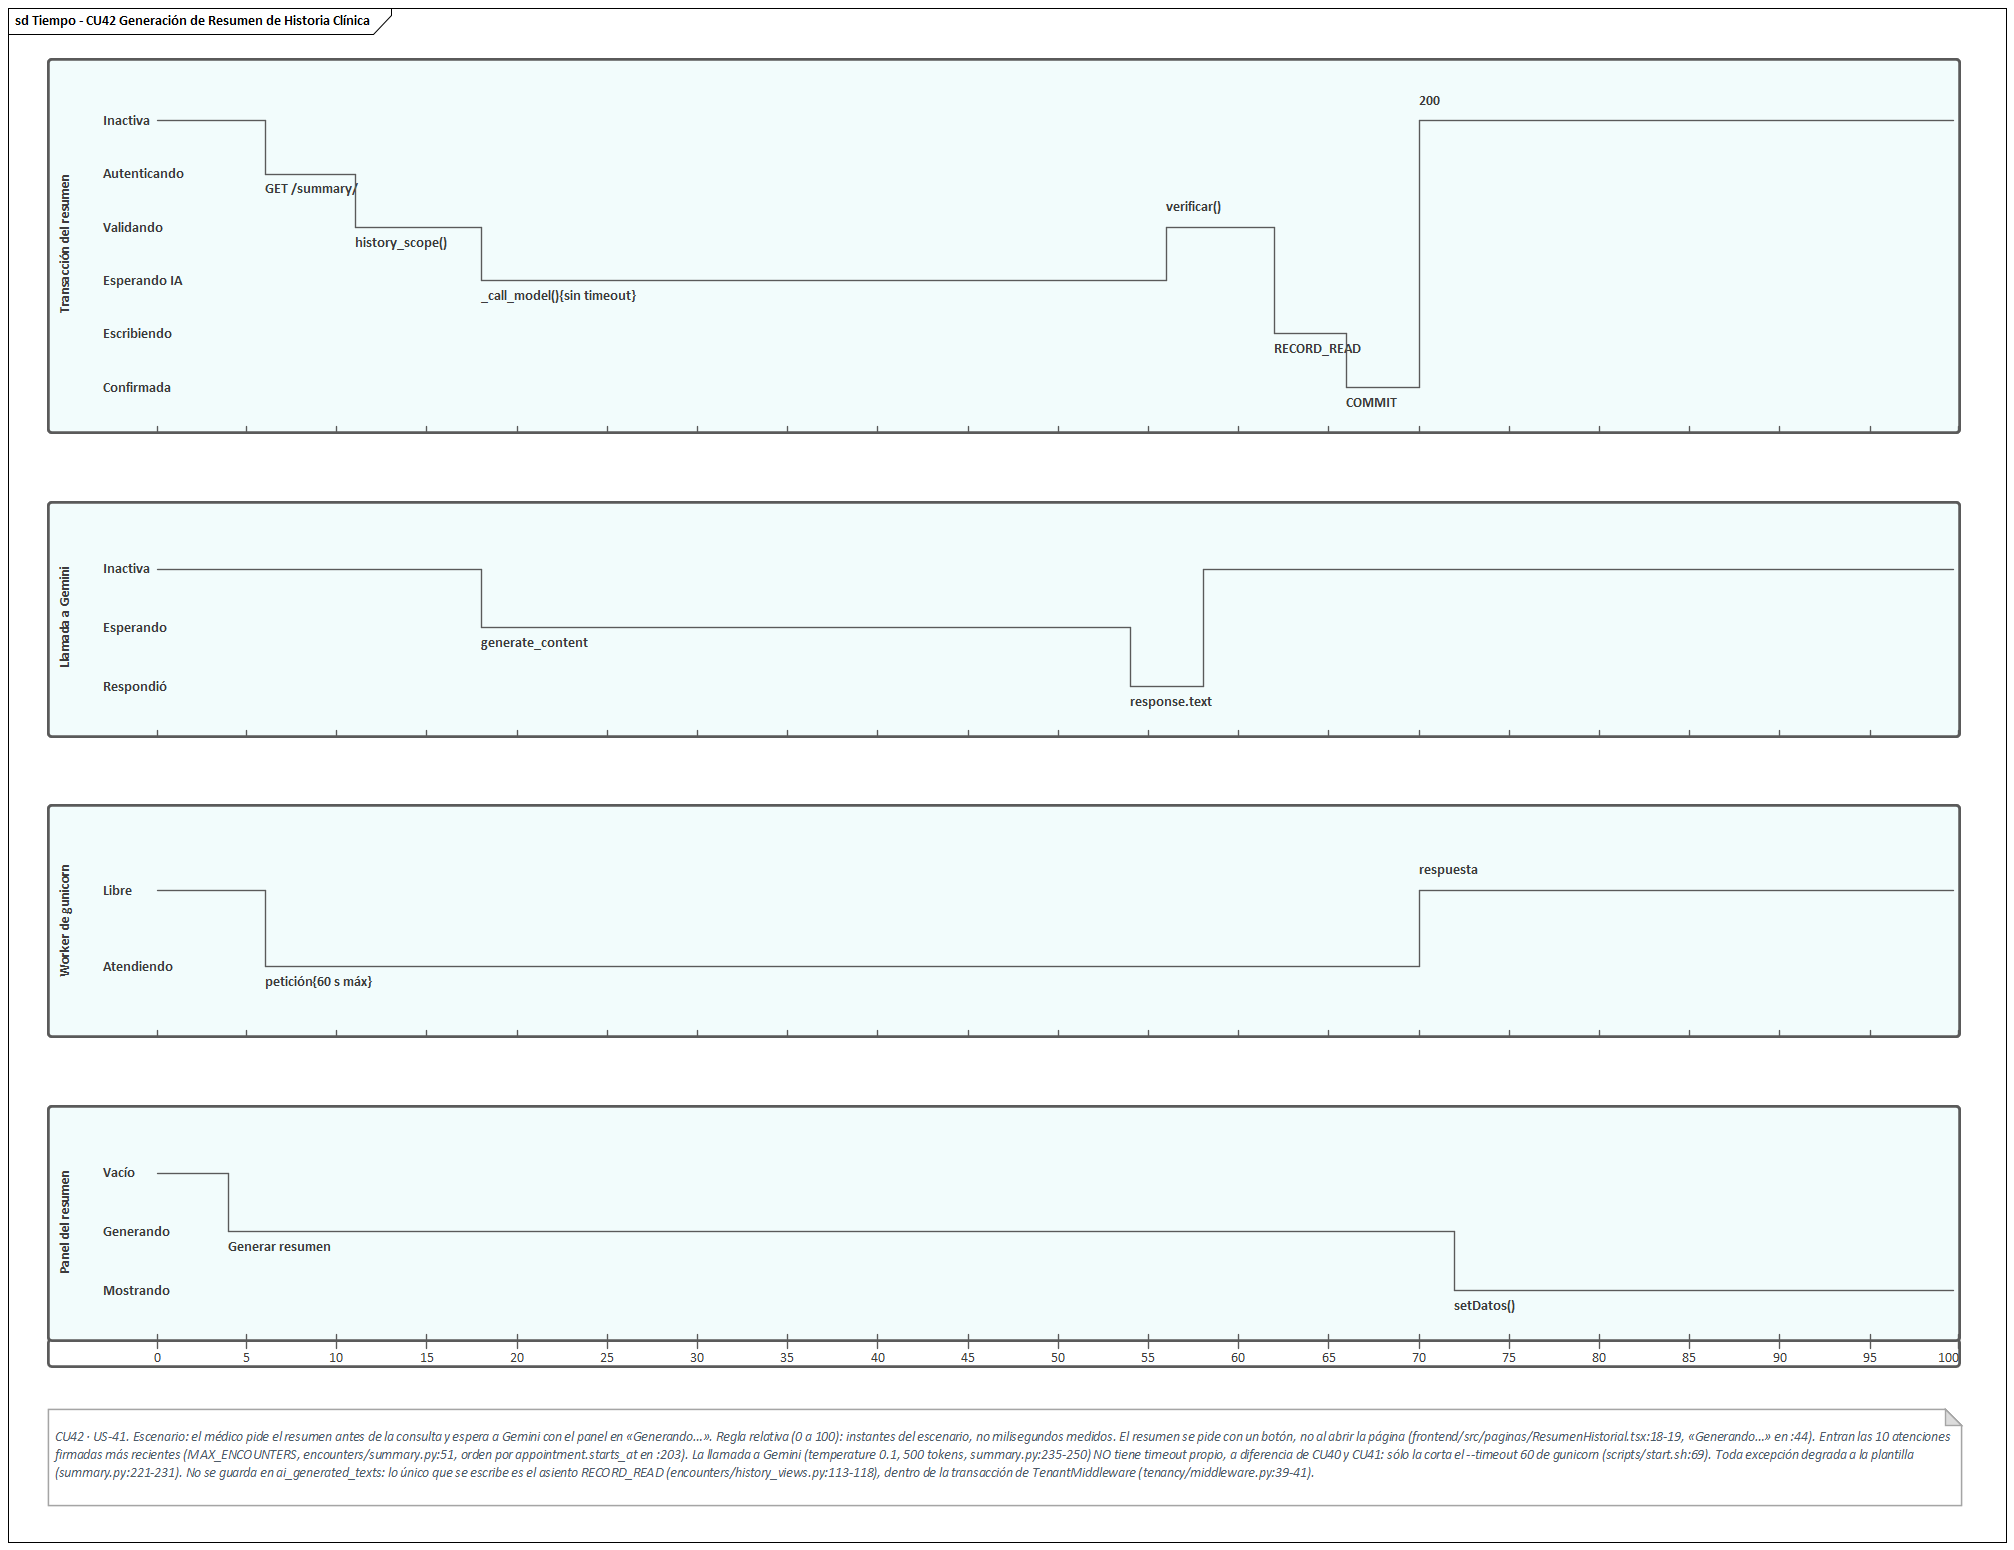 sd Tiempo - CU42 Generación de Resumen de Historia Clínica
Transacción del resumen
200
Inactiva
Autenticando
GET /summary/
verificar()
Validando
history_scope()
Esperando IA
_call_model(){sin timeout}
Escribiendo
RECORD_READ
Confirmada
COMMIT
Llamada a Gemini
Inactiva
Esperando
generate_content
Respondió
response.text
Worker de gunicorn
respuesta
Libre
Atendiendo
petición{60 s máx}
Panel del resumen
Vacío
Generando
Generar resumen
Mostrando
setDatos()
0 5 10 15 20 25 30 35 40 45 50 55 60 65 70 75 80 85 90 95 100
CU42 · US-41. Escenario: el médico pide el resumen antes de la consulta y espera a Gemini con el panel en «Generando…». Regla relativa (0 a 100): instantes del escenario, no milisegundos medidos. El resumen se pide con un botón, no al abrir la página (frontend/src/paginas/ResumenHistorial.tsx:18-19, «Generando…» en :44). Entran las 10 atenciones
firmadas más recientes (MAX_ENCOUNTERS, encounters/summary.py:51, orden por appointment.starts_at en :203). La llamada a Gemini (temperature 0.1, 500 tokens, summary.py:235-250) NO tiene timeout propio, a diferencia de CU40 y CU41: sólo la corta el --timeout 60 de gunicorn (scripts/start.sh:69). Toda excepción degrada a la plantilla
(summary.py:221-231). No se guarda en ai_generated_texts: lo único que se escribe es el asiento RECORD_READ (encounters/history_views.py:113-118), dentro de la transacción de TenantMiddleware (tenancy/middleware.py:39-41).